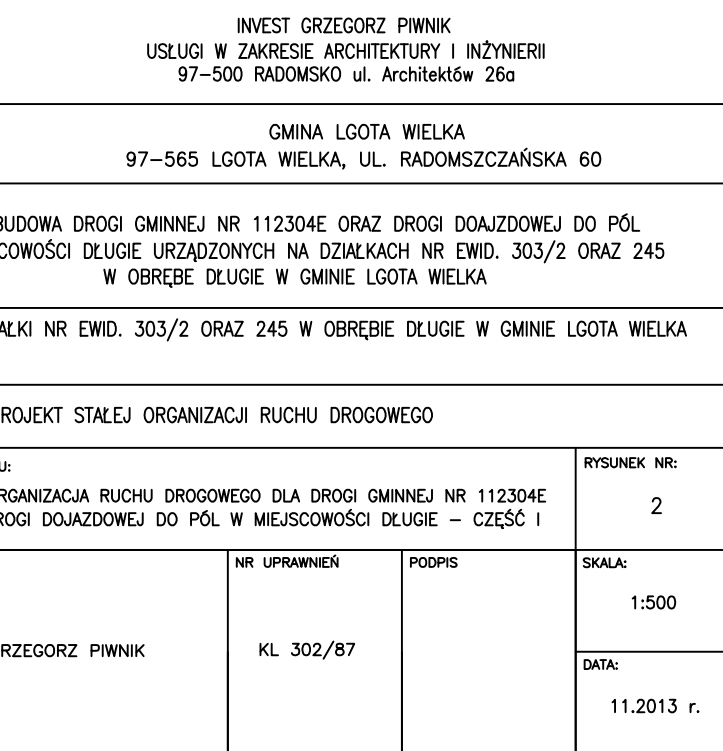 INVEST GRZEGORZ PIWNIK
USŁUGI W ZAKRESIE ARCHITEKTURY I INŻYNIERII
97-500 RADOMSKO ul. Architektów 26a
GMINA LGOTA WIELKA
97-565 LGOTA WIELKA, UL. RADOMSZCZAŃSKA 60
BUDOWA DROGI GMINNEJ NR 112304E ORAZ DROGI DOAJZDOWEJ DO PÓL
COWOŚCI DŁUGIE URZĄDZONYCH NA DZIAŁKACH NR EWID. 303/2 ORAZ 245
W OBRĘBE DŁUGIE W GMINIE LGOTA WIELKA
AŁKI NR EWID. 303/2 ORAZ 245 W OBRĘBIE DŁUGIE W GMINIE LGOTA WIELKA
ROJEKT STAŁEJ ORGANIZACJI RUCHU DROGOWEGO
U:
RGANIZACJA RUCHU DROGOWEGO DLA DROGI GMINNEJ NR 112304E
ROGI DOJAZDOWEJ DO PÓL W MIEJSCOWOŚCI DŁUGIE – CZĘŚĆ I
RYSUNEK NR:
2
NR UPRAWNIEŃ
PODPIS
SKALA:
1:500
RZEGORZ PIWNIK
KL 302/87
DATA:
11.2013 r.